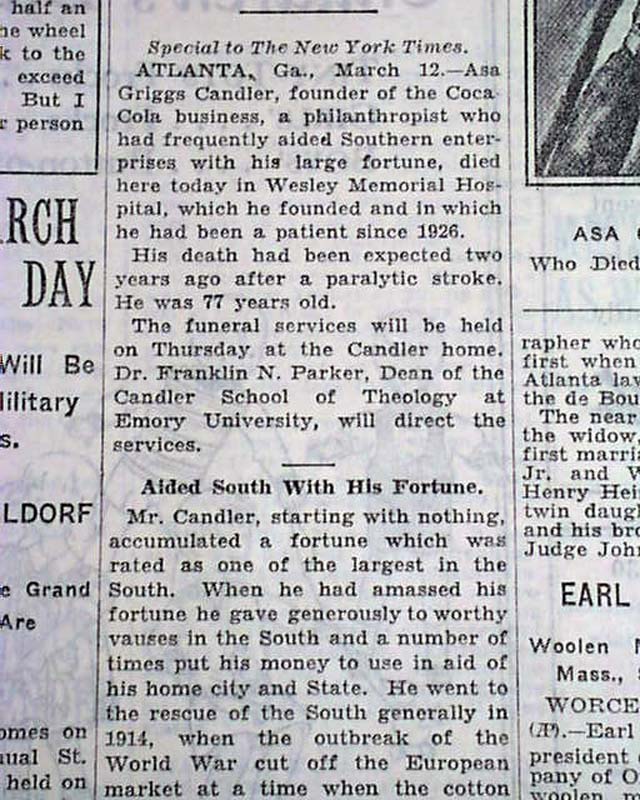 half an
he wheel
k to the
exceed
But I
r person
RCH
DAY
Will Be
Military
s.
LDORF
e Grand
Are
omes on
nual St.
held on
Special to The New York Times.
ATLANTA, Ga., March 12.—Asa
Griggs Candler, founder of the Coca-
Cola business, a philanthropist who
had frequently aided Southern enter-
prises with his large fortune, died
here today in Wesley Memorial Hos-
pital, which he founded and in which
he had been a patient since 1926.
His death had been expected two
years ago after a paralytic stroke.
He was 77 years old.
The funeral services will be held
on Thursday at the Candler home.
Dr. Franklin N. Parker, Dean of the
Candler School of Theology at
Emory University, will direct the
services.
Aided South With His Fortune.
Mr. Candler, starting with nothing,
accumulated a fortune which was
rated as one of the largest in the
South. When he had amassed his
fortune he gave generously to worthy
vauses in the South and a number of
times put his money to use in aid of
his home city and State. He went to
the rescue of the South generally in
1914, when the outbreak of the
World War cut off the European
market at a time when the cotton
ASA
Who Died
rapher who
first when
Atlanta la
the de Bou
The near
the widow,
first marri
Jr. and W
Henry Hei
twin daugh
and his bro
Judge John
EARL
Woolen
Mass.,
WORCE
(AP).—Earl
president
pany of O
woolen m